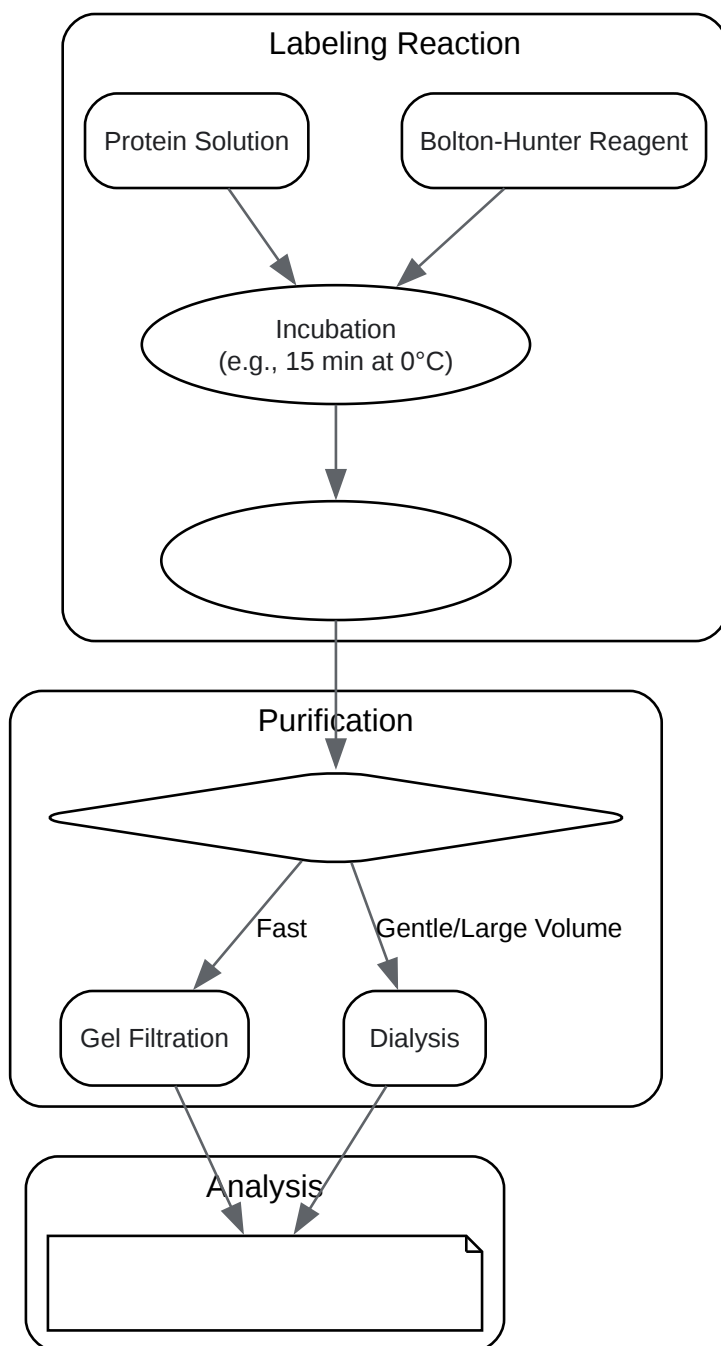 Labeling Reaction
Protein Solution
Bolton-Hunter Reagent
Incubation
(e.g., 15 min at 0°C)
Purification
Fast
Gentle/Large Volume
Gel Filtration
Dialysis
Analysis